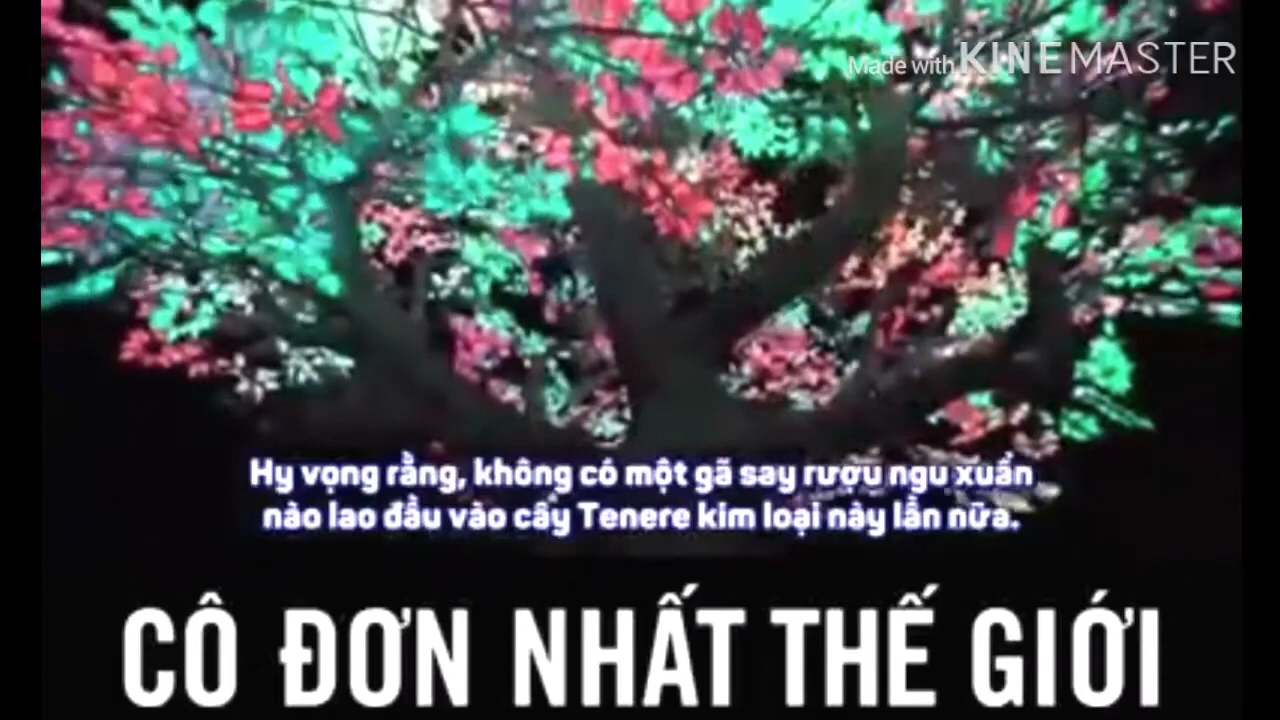 Made with KINEMASTER
Hy vọng rằng, không có một gã say rượu ngu xuẩn
nào lao đầu vào cây Tenere kim loại này lần nữa.
CÔ ĐƠN NHẤT THẾ GIỚI